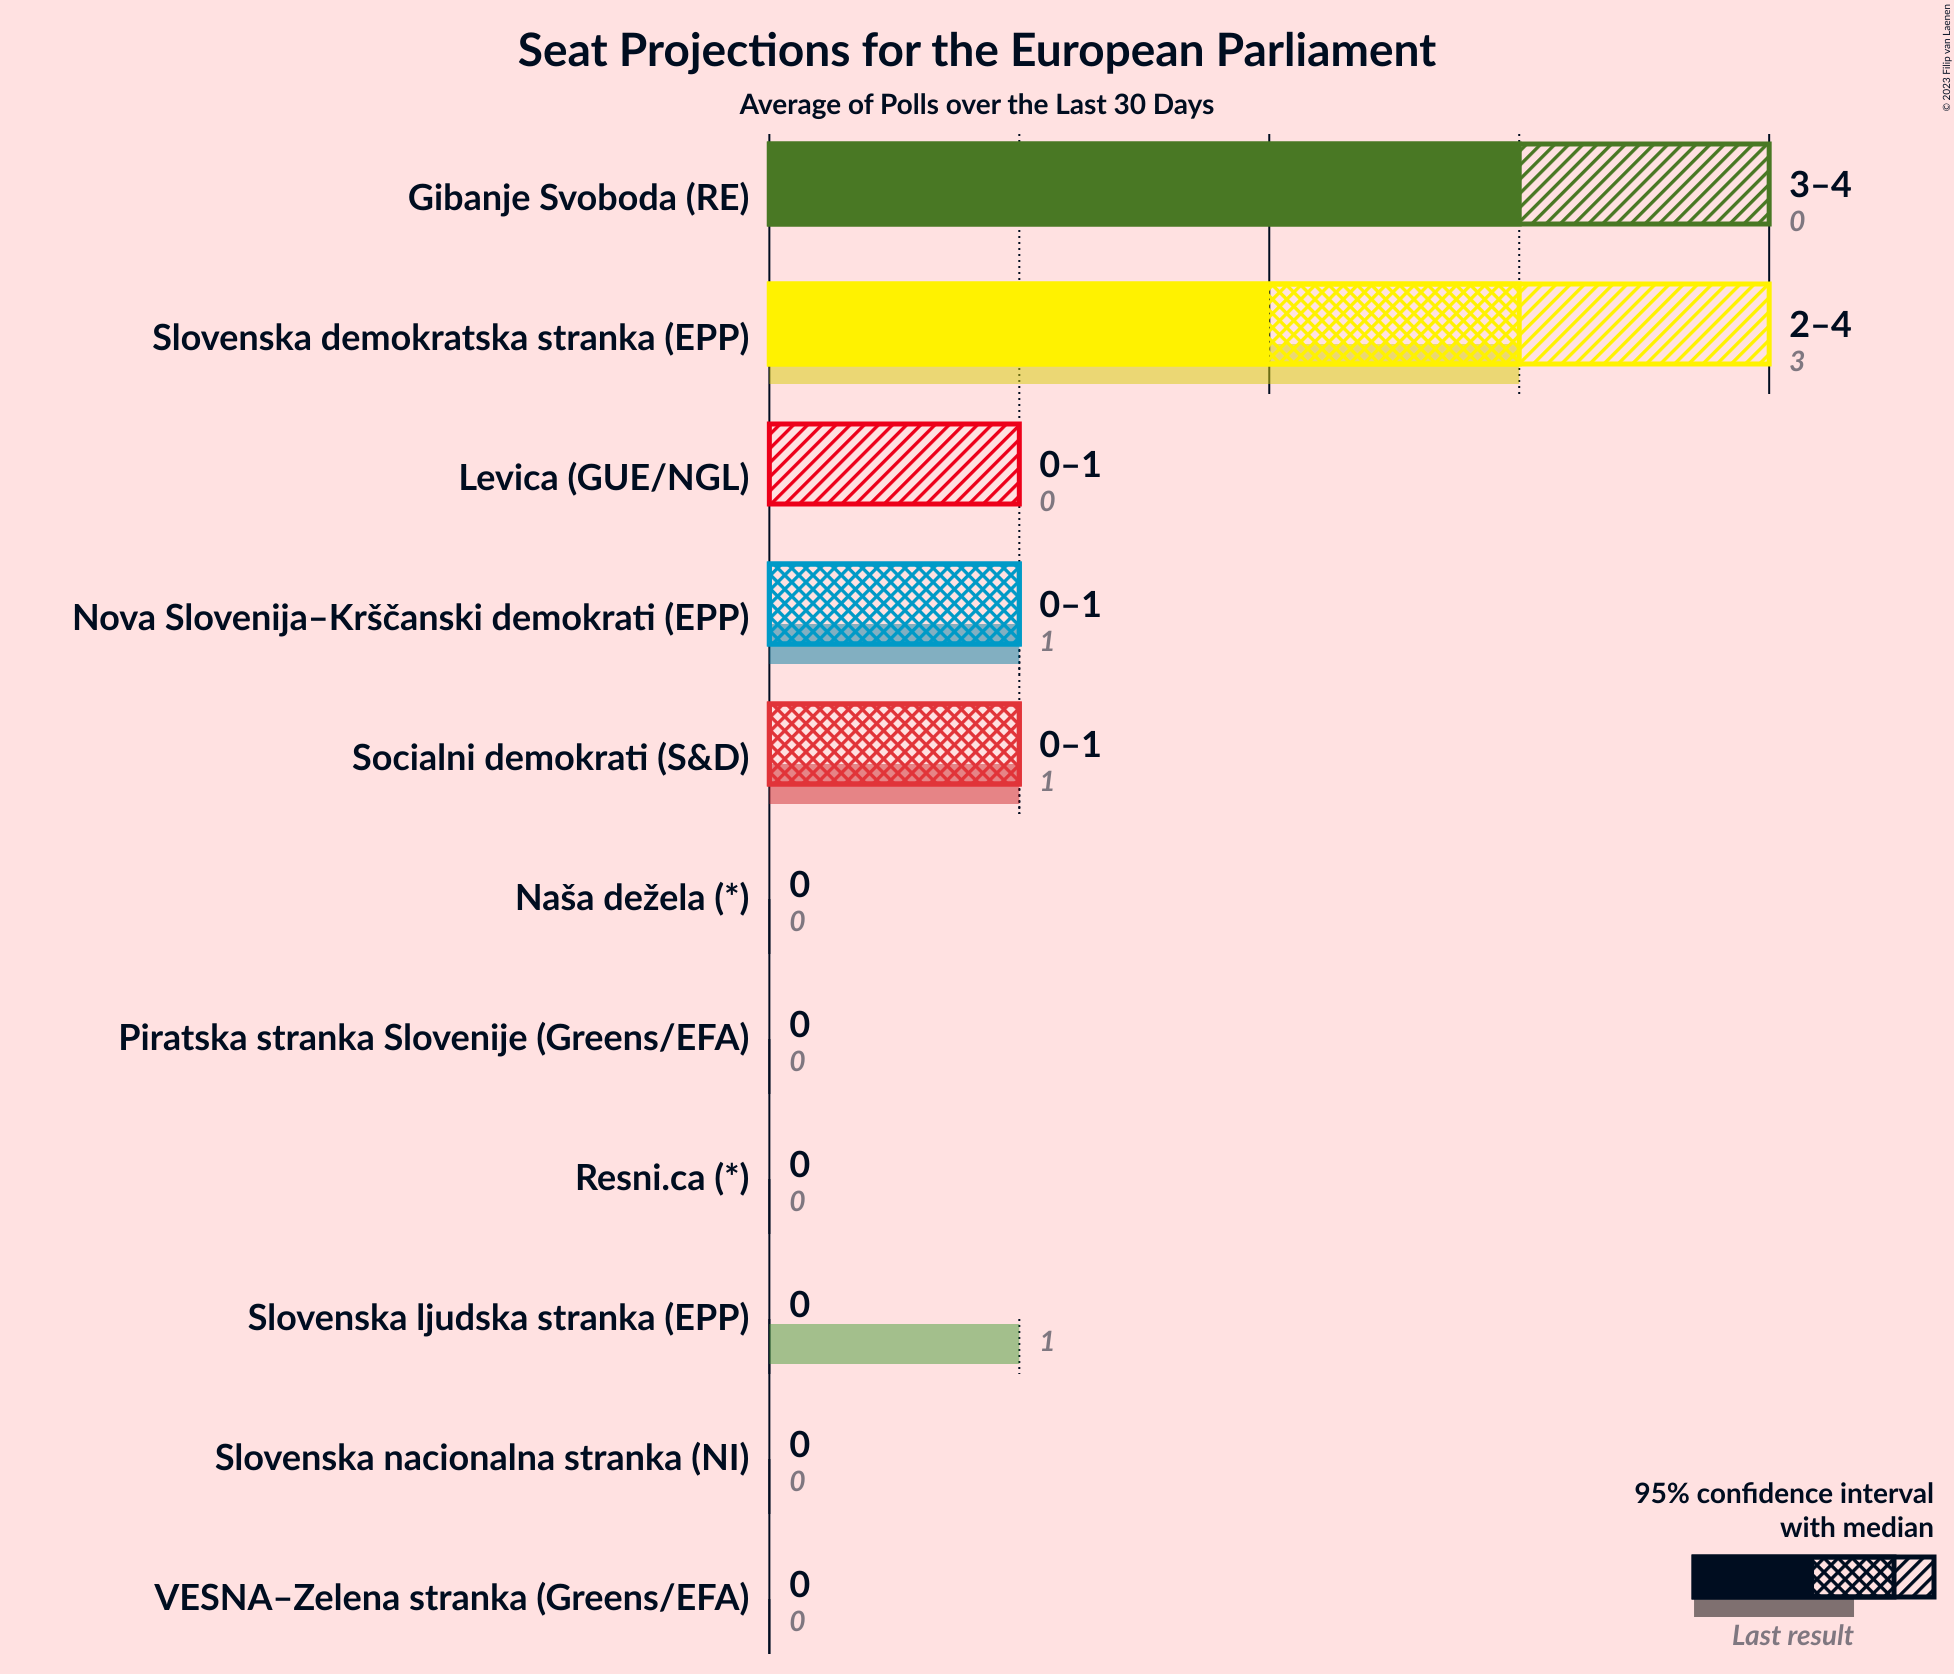 Seat Projections for the European Parliament
Average of Polls over the Last 30 Days
© 2023 Filip van Laenen
Gibanje Svoboda (RE)
3–4
0
Slovenska demokratska stranka (EPP)
2–4
3
Levica (GUE/NGL)
0–1
0
Nova Slovenija–Krščanski demokrati (EPP)
0–1
1
Socialni demokrati (S&D)
0–1
1
Naša dežela (*)
0
0
Piratska stranka Slovenije (Greens/EFA)
0
0
Resni.ca (*)
0
0
Slovenska ljudska stranka (EPP)
0
1
Slovenska nacionalna stranka (NI)
0
0
VESNA–Zelena stranka (Greens/EFA)
0
0
95% confidence interval
with median
Last result